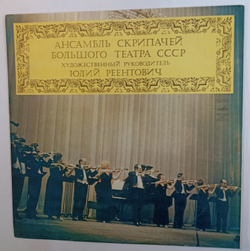 АНСАМБЛЬ СКРИПАЧЕЙ
БОЛЬШОГО ТЕАТРА СССР
ХУДОЖЕСТВЕННЫЙ РУКОВОДИТЕЛЬ
ЮЛИЙ РЕЕНТОВИЧ